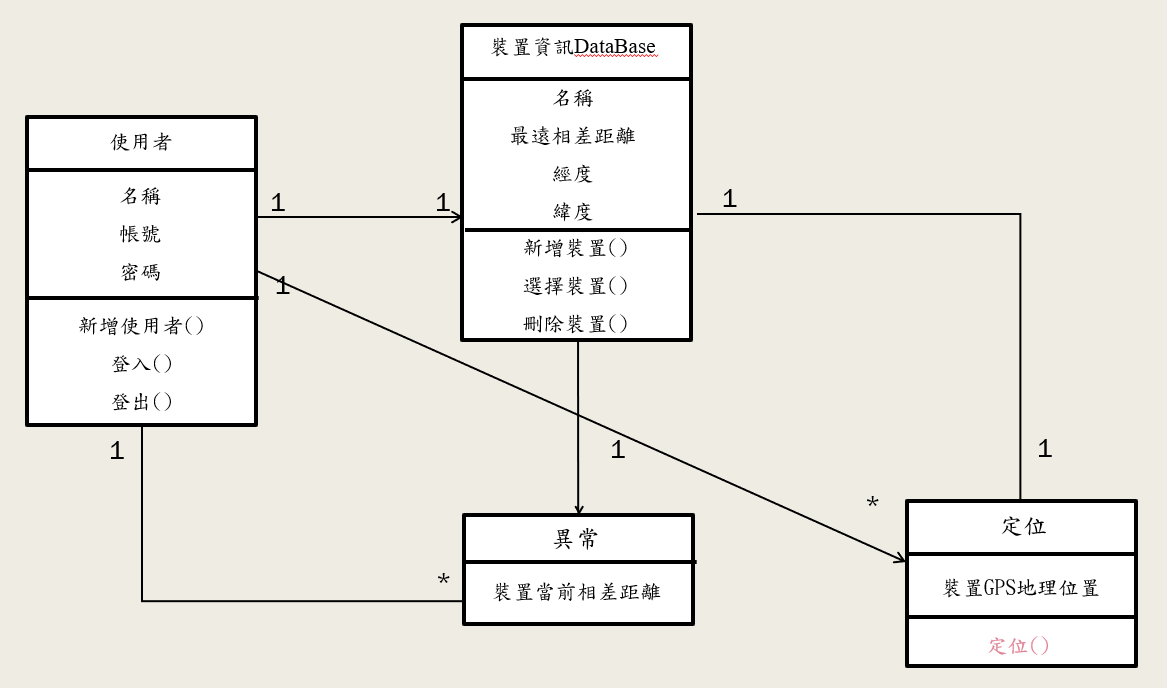 裝置資訊DataBase
名稱
最遠相差距離
經度
緯度
新增裝置()
選擇裝置()
刪除裝置()
使用者
名稱
帳號
密碼
新增使用者()
登入()
登出()
1
1
1
1
1
1
1
*
*
異常
裝置當前相差距離
定位
裝置GPS地理位置
定位()